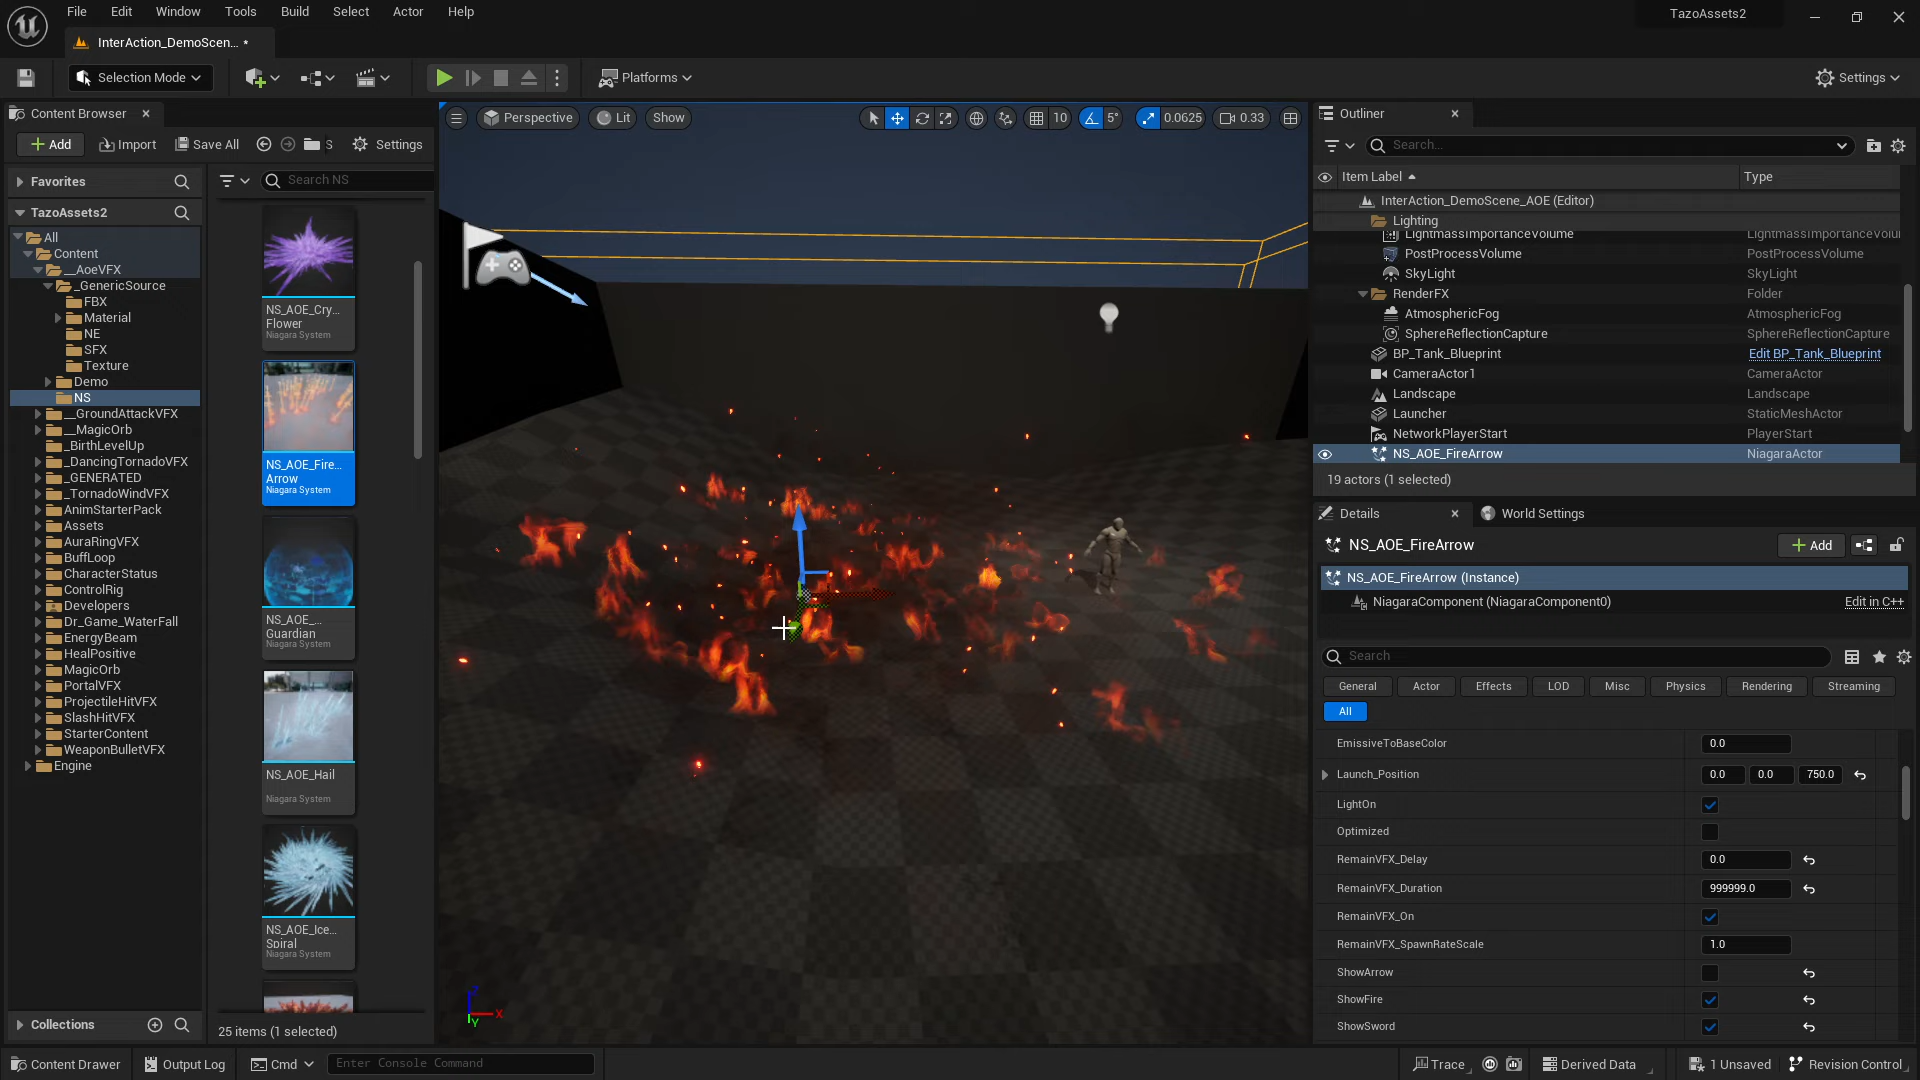 File Edit Window Tools Build Select Actor Help
TazoAssets2
InterAction_DemoScen... *
Selection Mode
Platforms
Settings
Content Browser
Add
Import
Save All
S
Settings
Favorites
TazoAssets2
All
Content
__AoeVFX
_GenericSource
FBX
Material
NE
SFX
Texture
Demo
NS
__GroundAttackVFX
__MagicOrb
_BirthLevelUp
_DancingTornadoVFX
_GENERATED
_TornadoWindVFX
AnimStarterPack
Assets
AuraRingVFX
BuffLoop
CharacterStatus
ControlRig
Developers
Dr_Game_WaterFall
EnergyBeam
HealPositive
MagicOrb
PortalVFX
ProjectileHitVFX
SlashHitVFX
StarterContent
WeaponBulletVFX
Engine
Collections
Search NS
NS_AOE_Cry...
Flower
Niagara System
NS_AOE_Fire...
Arrow
Niagara System
NS_AOE_...
Guardian
Niagara System
NS_AOE_Hail
Niagara System
NS_AOE_Ice...
Spiral
Niagara System
25 items (1 selected)
Perspective
Lit
Show
10
5°
0.0625
0.33
Z
X
Y
Outliner
Search...
Item Label Type
InterAction_DemoScene_AOE (Editor)
Lighting
LightmassImportanceVolume LightmassImportanceVolu
PostProcessVolume PostProcessVolume
SkyLight SkyLight
RenderFX Folder
AtmosphericFog AtmosphericFog
SphereReflectionCapture SphereReflectionCapture
BP_Tank_Blueprint Edit BP_Tank_Blueprint
CameraActor1 CameraActor
Landscape Landscape
Launcher StaticMeshActor
NetworkPlayerStart PlayerStart
NS_AOE_FireArrow NiagaraActor
19 actors (1 selected)
Details
World Settings
NS_AOE_FireArrow
Add
NS_AOE_FireArrow (Instance)
NiagaraComponent (NiagaraComponent0) Edit in C++
Search
General Actor Effects LOD Misc Physics Rendering Streaming
All
EmissiveToBaseColor 0.0
Launch_Position 0.0 0.0 750.0
LightOn
Optimized
RemainVFX_Delay 0.0
RemainVFX_Duration 999999.0
RemainVFX_On
RemainVFX_SpawnRateScale 1.0
ShowArrow
ShowFire
ShowSword
Content Drawer
Output Log
Cmd
Enter Console Command
Trace
Derived Data
1 Unsaved
Revision Control